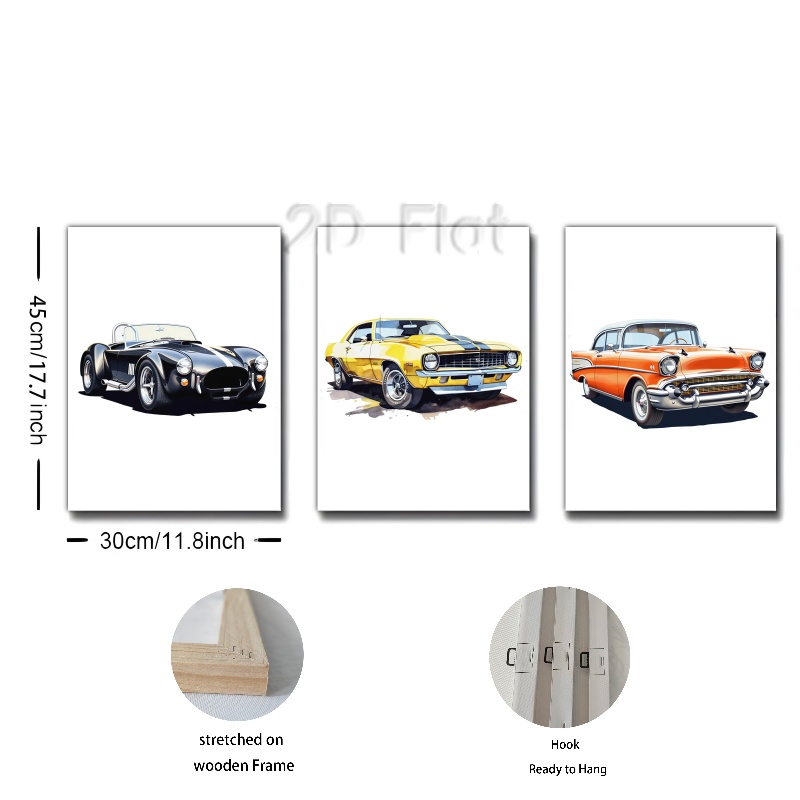 2D Flat
45cm/17.7inch
30cm/11.8inch
stretched on
wooden Frame
Hook
Ready to Hang